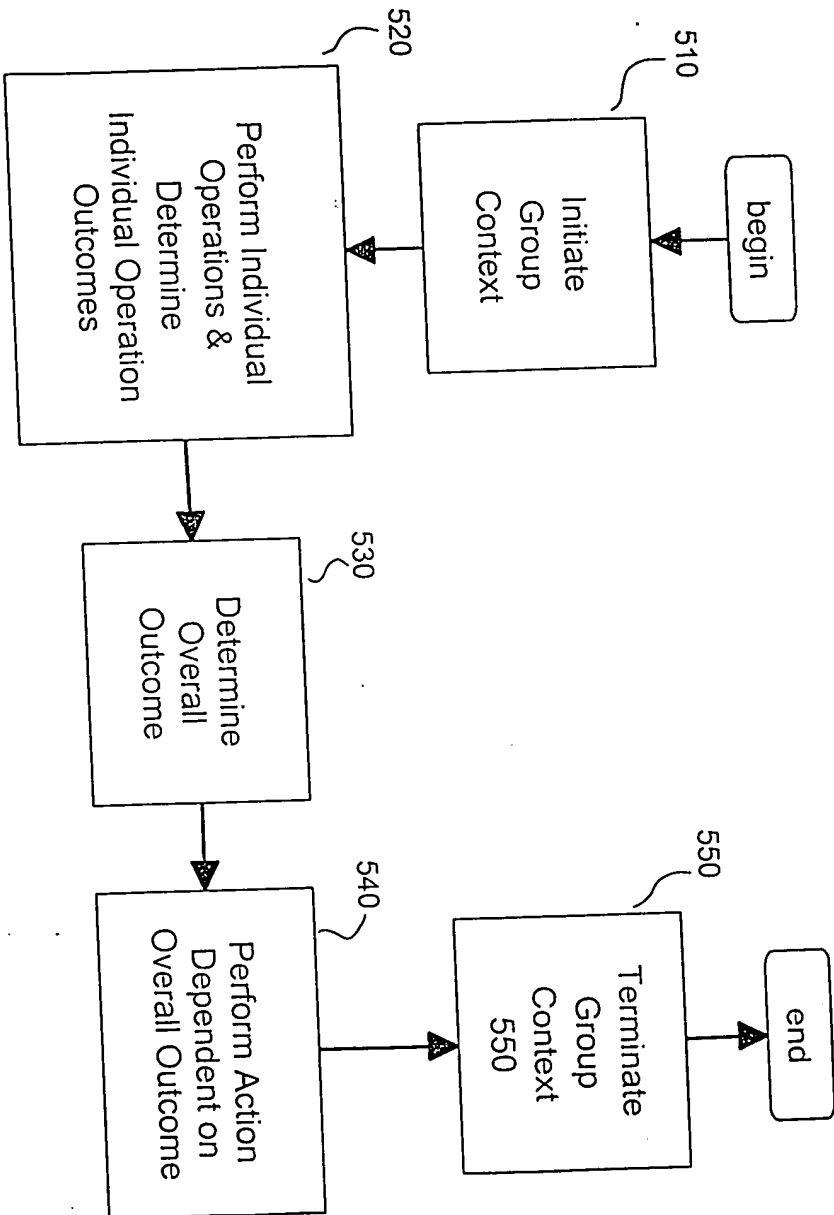 begin
510
Initiate
Group
Context
520
Perform Individual
Operations &
Determine
Individual Operation
Outcomes
530
Determine
Overall
Outcome
540
Perform Action
Dependent on
Overall Outcome
550
Terminate
Group
Context
550
end